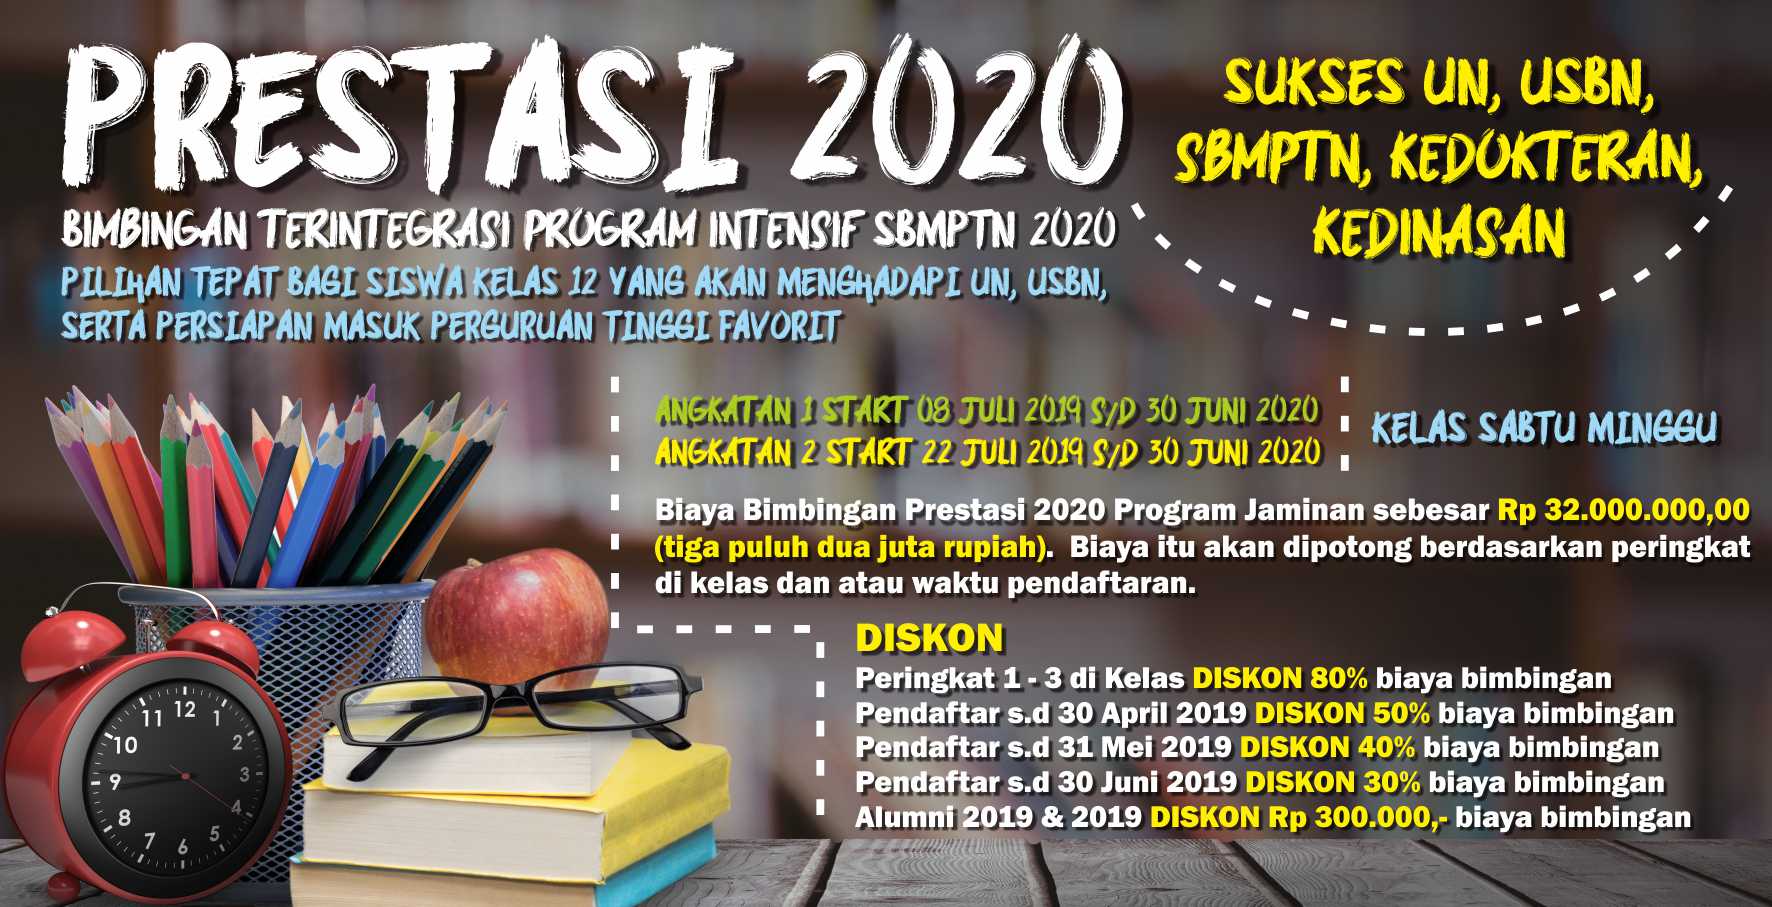 PRESTASI 2020
BIMBINGAN TERINTEGRASI PROGRAM INTENSIF SBMPTN 2020
PILIHAN TEPAT BAGI SISWA KELAS 12 YANG AKAN MENGHADAPI UN, USBN,
SERTA PERSIAPAN MASUK PERGURUAN TINGGI FAVORIT
SUKSES UN, USBN,
SBMPTN, KEDOKTERAN,
KEDINASAN
ANGKATAN 1 START 08 JULI 2019 S/D 30 JUNI 2020
ANGKATAN 2 START 22 JULI 2019 S/D 30 JUNI 2020
KELAS SABTU MINGGU
Biaya Bimbingan Prestasi 2020 Program Jaminan sebesar Rp 32.000.000,00
(tiga puluh dua juta rupiah). Biaya itu akan dipotong berdasarkan peringkat
di kelas dan atau waktu pendaftaran.
DISKON
Peringkat 1 - 3 di Kelas DISKON 80% biaya bimbingan
Pendaftar s.d 30 April 2019 DISKON 50% biaya bimbingan
Pendaftar s.d 31 Mei 2019 DISKON 40% biaya bimbingan
Pendaftar s.d 30 Juni 2019 DISKON 30% biaya bimbingan
Alumni 2019 & 2019 DISKON Rp 300.000,- biaya bimbingan
12 1 2 3 4 5 6 7 8 9 10 11